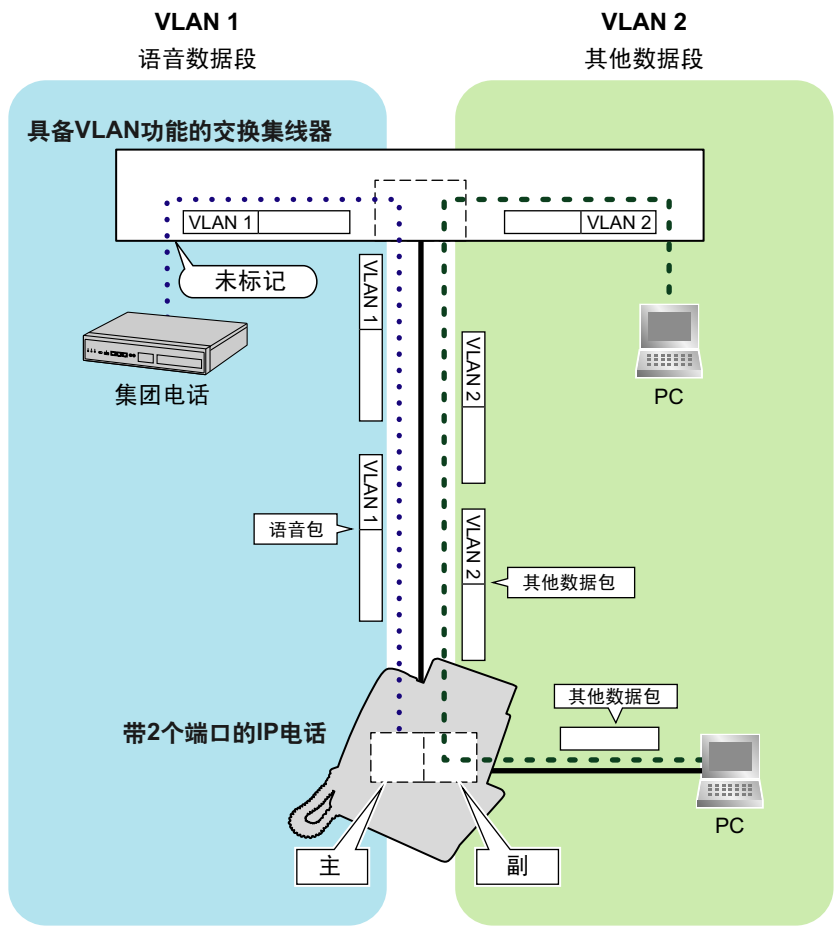 VLAN 1
语音数据段
VLAN 2
其他数据段
具备VLAN功能的交换集线器
VLAN 1
VLAN 2
未标记
VLAN 1
集团电话
VLAN 2
PC
VLAN 1
语音包
VLAN 2
其他数据包
其他数据包
带2个端口的IP电话
PC
主
副